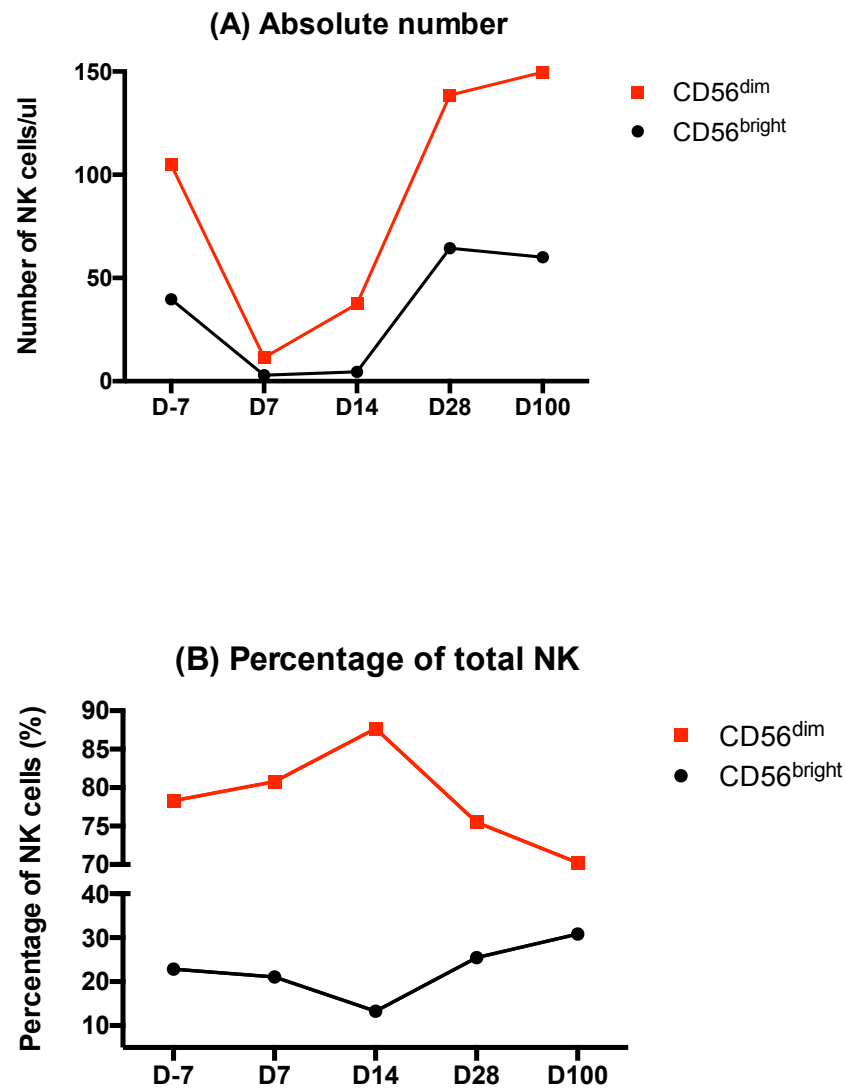 (A) Absolute number
Number of NK cells/ul
150
100
50
0
D-7 D7 D14 D28 D100
CD56dim
CD56bright
(B) Percentage of total NK
Percentage of NK cells (%)
90
85
80
75
70
40
30
20
10
D-7 D7 D14 D28 D100
CD56dim
CD56bright